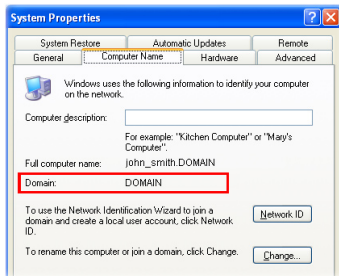 System Properties
System Restore Automatic Updates Remote
General Computer Name Hardware Advanced
Windows uses the following information to identify your computer
on the network.
Computer description:
For example: "Kitchen Computer" or "Mary's
Computer".
Full computer name: john_smith.DOMAIN
Domain: DOMAIN
To use the Network Identification Wizard to join a
domain and create a local user account, click Network
ID.
Network ID
To rename this computer or join a domain, click Change.
Change...